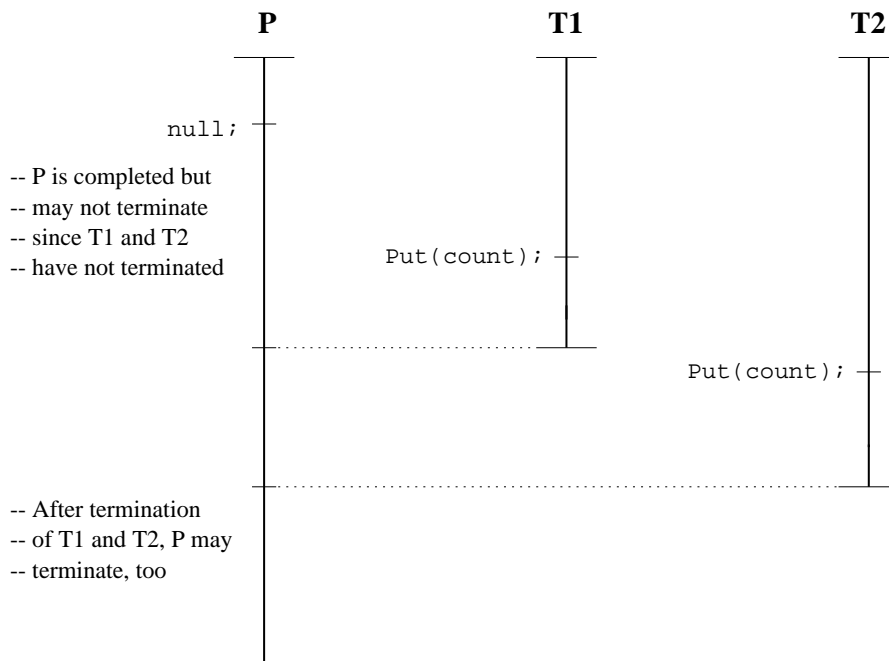 P T1 T2
null;
-- P is completed but
-- may not terminate
-- since T1 and T2
-- have not terminated
Put(count);
Put(count);
-- After termination
-- of T1 and T2, P may
-- terminate, too